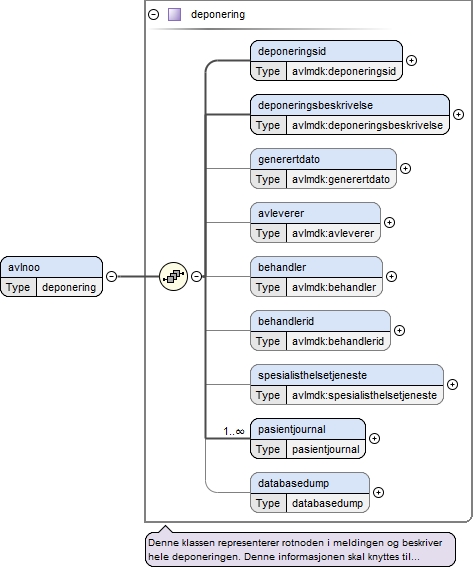 deponering
deponeringsid
Type avlmdk:deponeringsid
deponeringsbeskrivelse
Type avlmdk:deponeringsbeskrivelse
generertdato
Type avlmdk:generertdato
avleverer
Type avlmdk:avleverer
avlnoo
Type deponering
behandler
Type avlmdk:behandler
behandlerid
Type avlmdk:behandlerid
spesialisthelsetjeneste
Type avlmdk:spesialisthelsetjeneste
1..∞
pasientjournal
Type pasientjournal
databasedump
Type databasedump
Denne klassen representerer rotnoden i meldingen og beskriver
hele deponeringen. Denne informasjonen skal knyttes til...